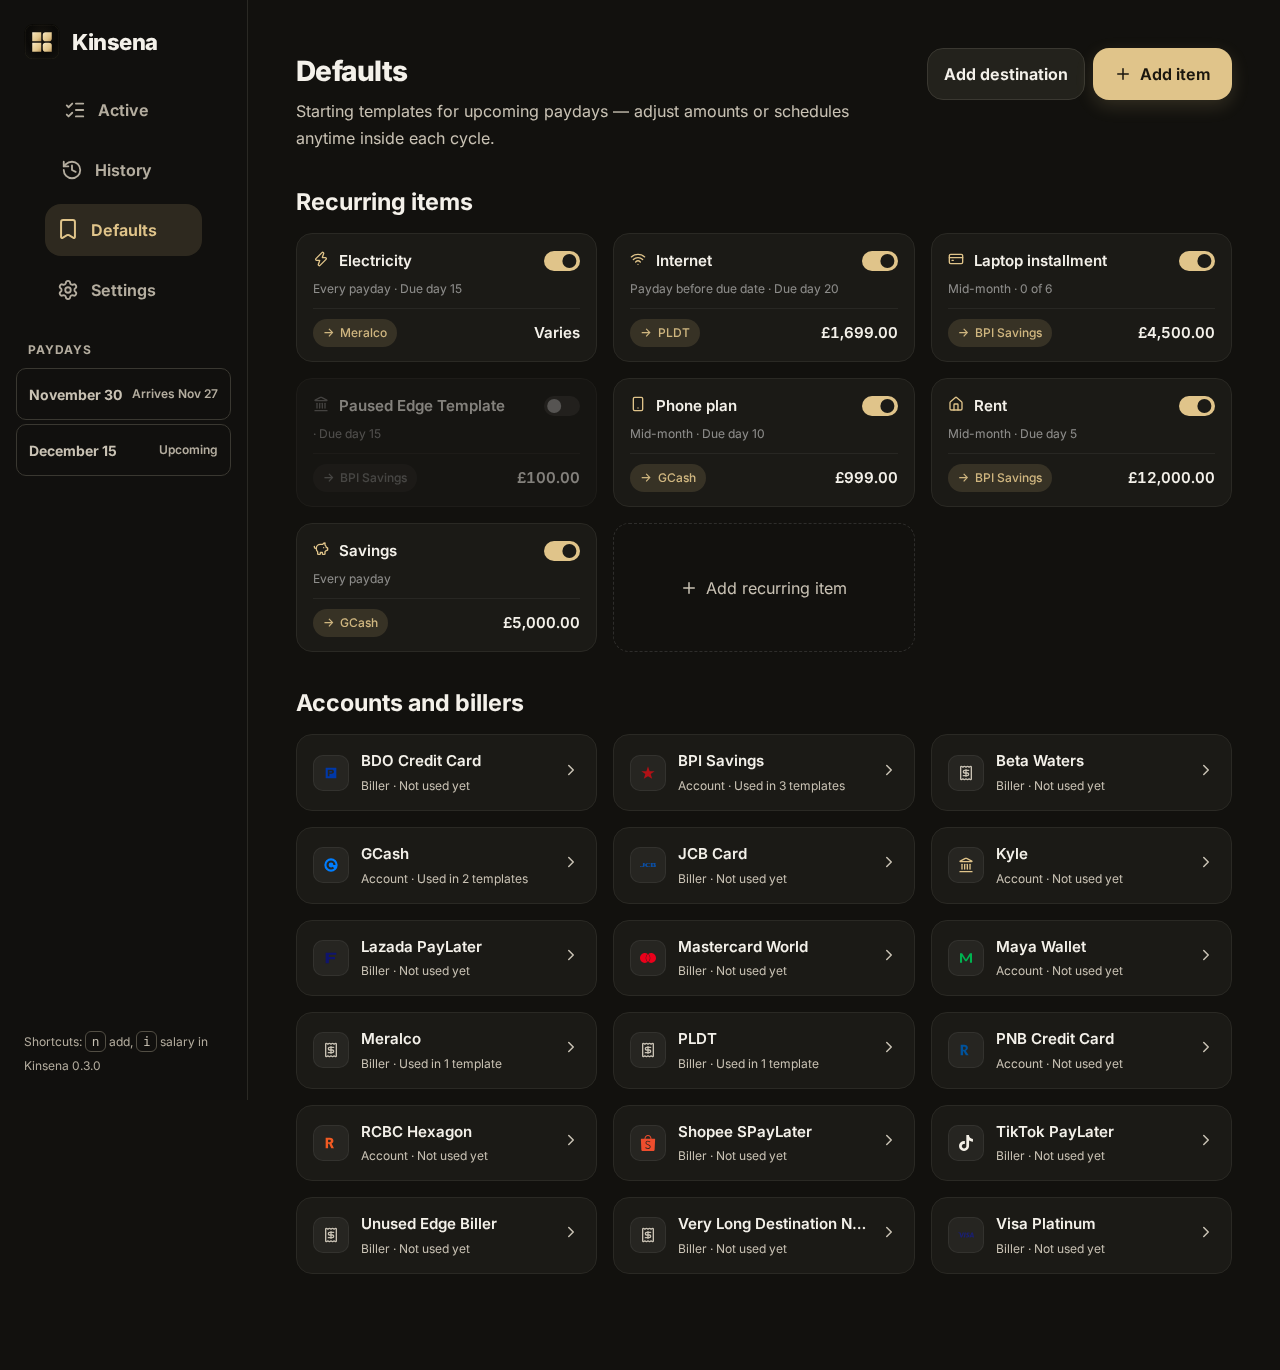 Kinsena
Active
History
Defaults
Settings
PAYDAYS
November 30 Arrives Nov 27
December 15 Upcoming
Shortcuts: n add, i salary in
Kinsena 0.3.0
Defaults
Starting templates for upcoming paydays — adjust amounts or schedules
anytime inside each cycle.
Add destination
+ Add item
Recurring items
Electricity
Every payday · Due day 15
→ Meralco Varies
Internet
Payday before due date · Due day 20
→ PLDT £1,699.00
Laptop installment
Mid-month · 0 of 6
→ BPI Savings £4,500.00
Paused Edge Template
· Due day 15
→ BPI Savings £100.00
Phone plan
Mid-month · Due day 10
→ GCash £999.00
Rent
Mid-month · Due day 5
→ BPI Savings £12,000.00
Savings
Every payday
→ GCash £5,000.00
+ Add recurring item
Accounts and billers
BDO Credit Card
Biller · Not used yet
BPI Savings
Account · Used in 3 templates
Beta Waters
Biller · Not used yet
GCash
Account · Used in 2 templates
JCB
JCB Card
Biller · Not used yet
Kyle
Account · Not used yet
Lazada PayLater
Biller · Not used yet
Mastercard World
Biller · Not used yet
Maya Wallet
Account · Not used yet
Meralco
Biller · Used in 1 template
PLDT
Biller · Used in 1 template
PNB Credit Card
Account · Not used yet
RCBC Hexagon
Account · Not used yet
Shopee SPayLater
Biller · Not used yet
TikTok PayLater
Biller · Not used yet
Unused Edge Biller
Biller · Not used yet
Very Long Destination N...
Biller · Not used yet
Visa Platinum
Biller · Not used yet